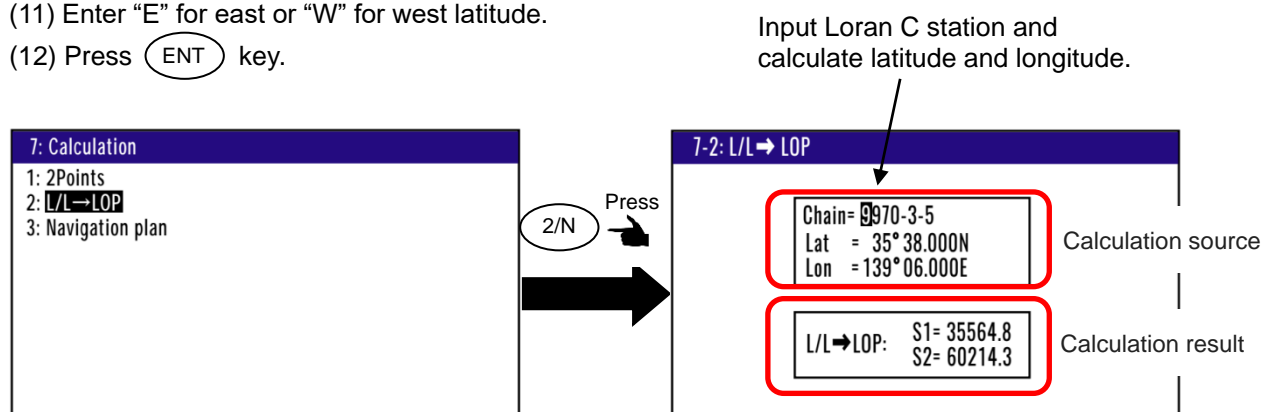 (11) Enter “E” for east or “W” for west latitude.
(12) Press ENT key.
Input Loran C station and
calculate latitude and longitude.
7: Calculation
1: 2Points
2: L/L→LOP
3: Navigation plan
2/N
Press
7-2: L/L➞ LOP
Chain= 9970-3-5
Lat = 35° 38.000N
Lon =139° 06.000E
Calculation source
L/L➞LOP: S1= 35564.8
S2= 60214.3
Calculation result